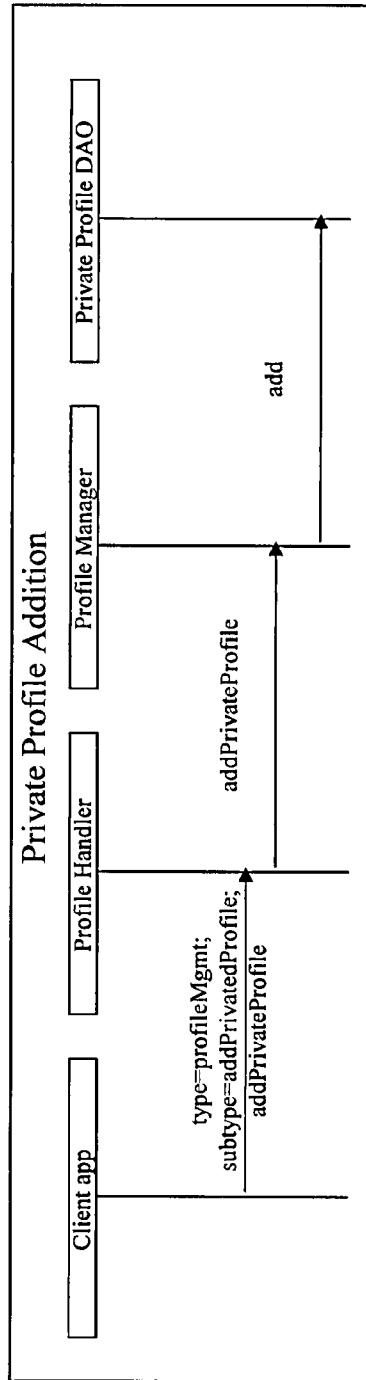 Private Profile Addition
Client app
Profile Handler
Profile Manager
Private Profile DAO
type=profileMgmt;
subtype=addPrivatedProfile;
addPrivateProfile
addPrivateProfile
add